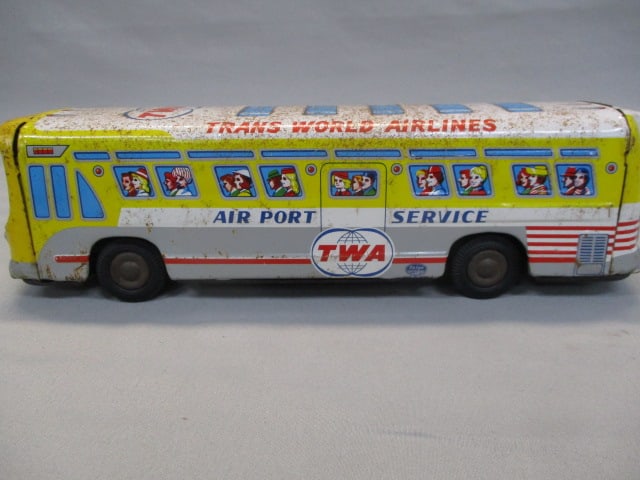 TRANS WORLD AIRLINES
AIR PORT SERVICE
TWA